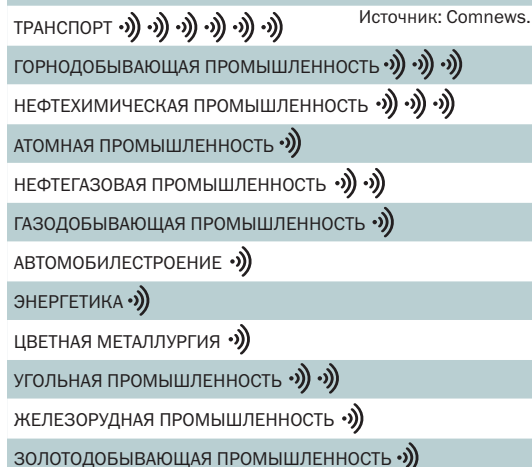 Источник: Comnews.
ТРАНСПОРТ
ГОРНОДОБЫВАЮЩАЯ ПРОМЫШЛЕННОСТЬ
НЕФТЕХИМИЧЕСКАЯ ПРОМЫШЛЕННОСТЬ
АТОМНАЯ ПРОМЫШЛЕННОСТЬ
НЕФТЕГАЗОВАЯ ПРОМЫШЛЕННОСТЬ
ГАЗОДОБЫВАЮЩАЯ ПРОМЫШЛЕННОСТЬ
АВТОМОБИЛЕСТРОЕНИЕ
ЭНЕРГЕТИКА
ЦВЕТНАЯ МЕТАЛЛУРГИЯ
УГОЛЬНАЯ ПРОМЫШЛЕННОСТЬ
ЖЕЛЕЗОРУДНАЯ ПРОМЫШЛЕННОСТЬ
ЗОЛОТОДОБЫВАЮЩАЯ ПРОМЫШЛЕННОСТЬ